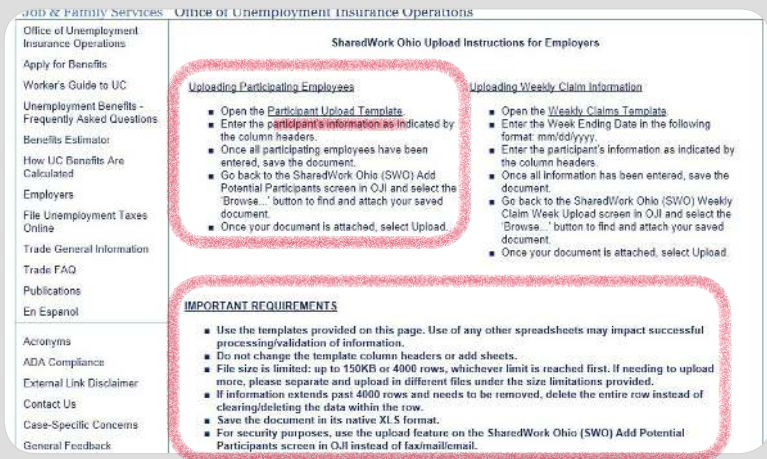 Job & Family Services Office of Unemployment Insurance Operations
Office of Unemployment
Insurance Operations
Apply for Benefits
Worker's Guide to UC
Unemployment Benefits -
Frequently Asked Questions
Benefits Estimator
How UC Benefits Are
Calculated
Employers
File Unemployment Taxes
Online
Trade General Information
Trade FAQ
Publications
En Espanol
Acronyms
ADA Compliance
External Link Disclaimer
Contact Us
Case-Specific Concerns
General Feedback
SharedWork Ohio Upload Instructions for Employers
Uploading Participating Employees
Open the Participant Upload Template.
Enter the participant's information as indicated by
the column headers.
Once all participating employees have been
entered, save the document.
Go back to the SharedWork Ohio (SWO) Add
Potential Participants screen in OJI and select the
'Browse...' button to find and attach your saved
document.
Once your document is attached, select Upload.
Uploading Weekly Claim Information
Open the Weekly Claims Template.
Enter the Week Ending Date in the following
format: mm/dd/yyyy.
Enter the participant's information as indicated by
the column headers.
Once all information has been entered, save the
document.
Go back to the SharedWork Ohio (SWO) Weekly
Claim Week Upload screen in OJI and select the
'Browse...' button to find and attach your saved
document.
Once your document is attached, select Upload.
IMPORTANT REQUIREMENTS
Use the templates provided on this page. Use of any other spreadsheets may impact successful
processing/validation of information.
Do not change the template column headers or add sheets.
File size is limited: up to 150KB or 4000 rows, whichever limit is reached first. If needing to upload
more, please separate and upload in different files under the size limitations provided.
If information extends past 4000 rows and needs to be removed, delete the entire row instead of
clearing/deleting the data within the row.
Save the document in its native XLS format.
For security purposes, use the upload feature on the SharedWork Ohio (SWO) Add Potential
Participants screen in OJI instead of fax/mail/email.